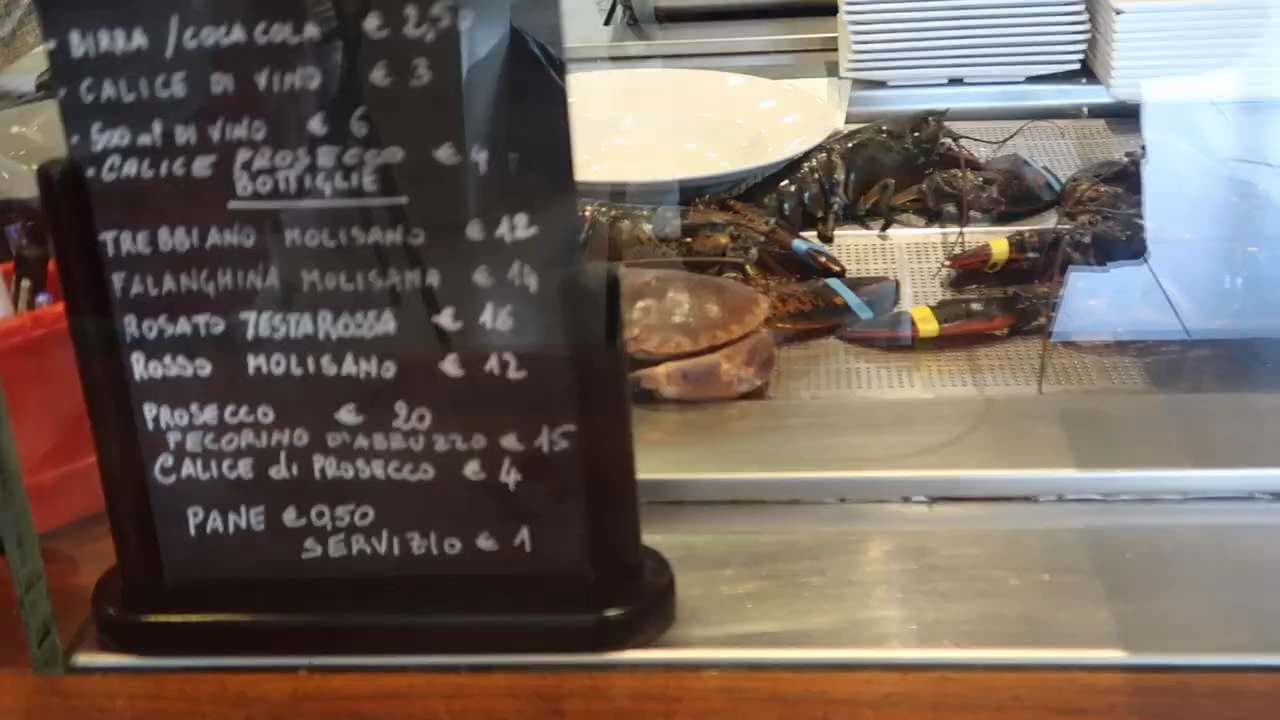 - BIRRA / COCA COLA € 2,50
- CALICE DI VINO € 3
- 500 ml DI VINO € 6
- CALICE PROSECCO € 4
BOTTIGLIE
TREBBIANO MOLISANO € 12
FALANGHINA MOLISANA € 14
ROSATO TESTAROSSA € 16
ROSSO MOLISANO € 12
PROSECCO € 20
PECORINO D'ABRUZZO € 15
CALICE di PROSECCO € 4
PANE € 0,50
SERVIZIO € 1